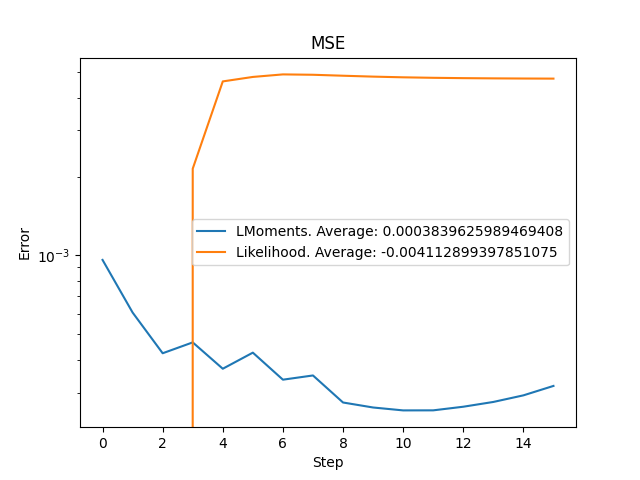 MSE
Error
10⁻³
LMoments. Average: 0.0003839625989469408
Likelihood. Average: -0.004112899397851075
0 2 4 6 8 10 12 14
Step